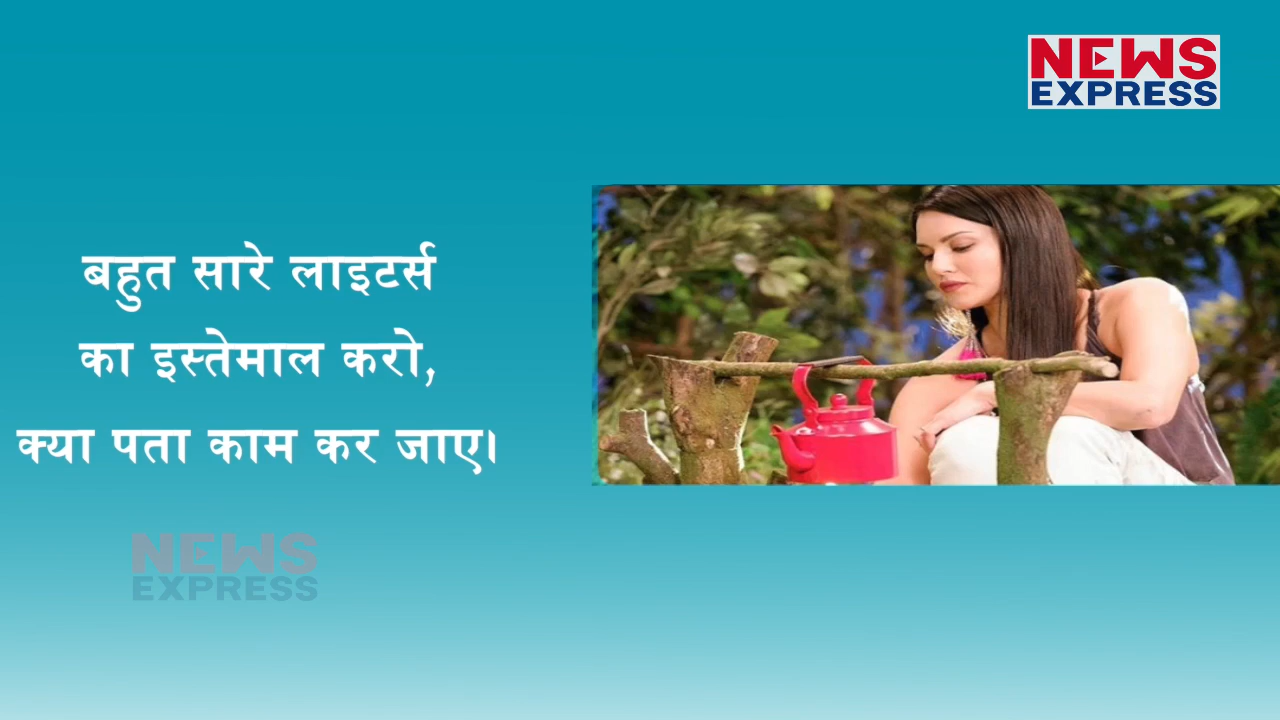 NEWS
EXPRESS
बहुत सारे लाइटर्स
का इस्तेमाल करो,
क्या पता काम कर जाए।
NEWS
EXPRESS